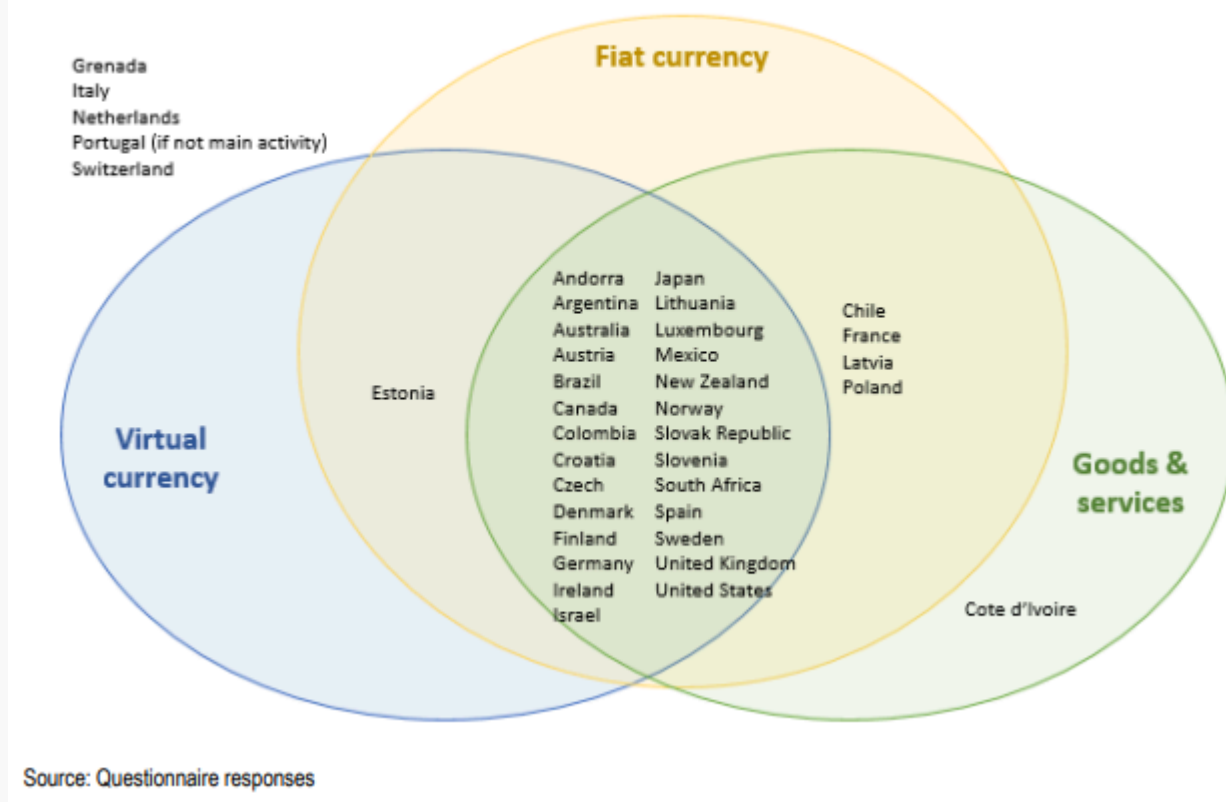 Fiat currency
Grenada
Italy
Netherlands
Portugal (if not main activity)
Switzerland
Andorra Japan
Argentina Lithuania
Australia Luxembourg
Austria Mexico
Brazil New Zealand
Canada Norway
Colombia Slovak Republic
Croatia Slovenia
Czech South Africa
Denmark Spain
Finland Sweden
Germany United Kingdom
Ireland United States
Israel
Chile
France
Latvia
Poland
Estonia
Virtual
currency
Goods &
services
Cote d'Ivoire
Source: Questionnaire responses